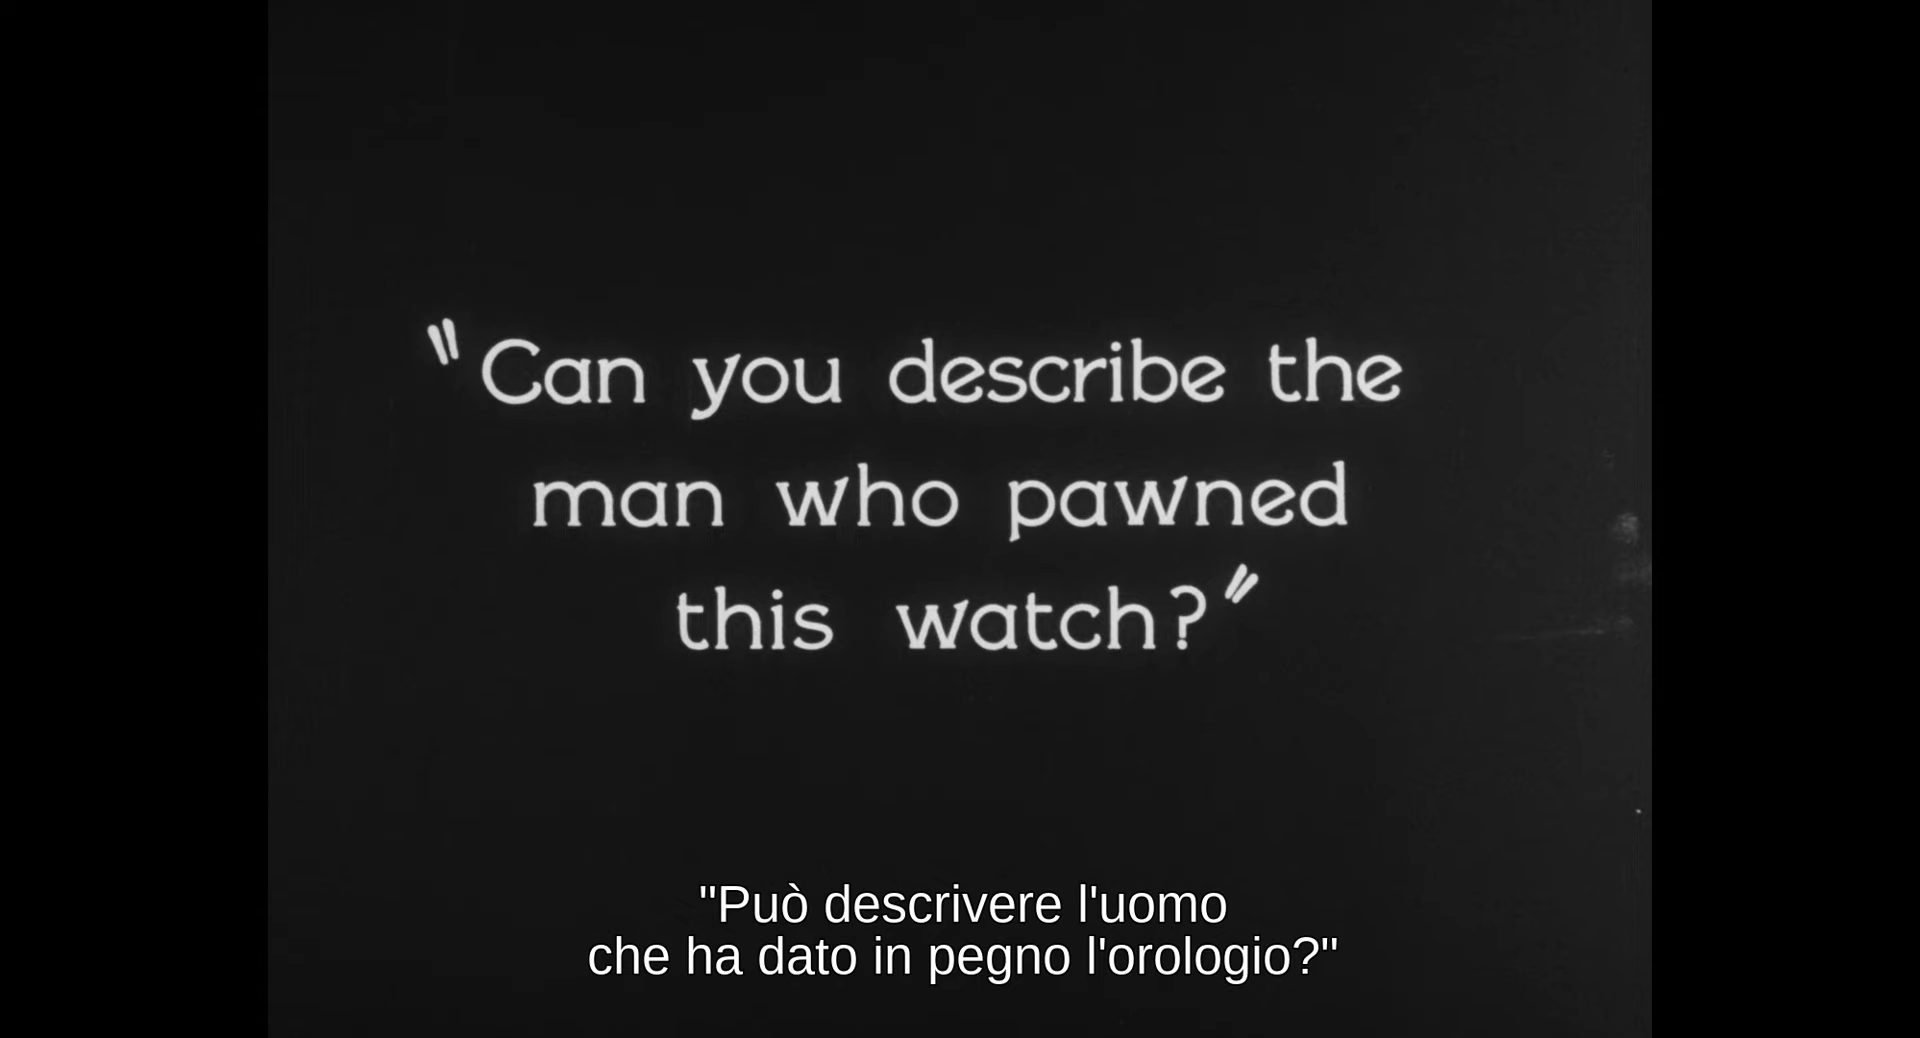 "Can you describe the
man who pawned
this watch?"
"Può descrivere l'uomo
che ha dato in pegno l'orologio?"